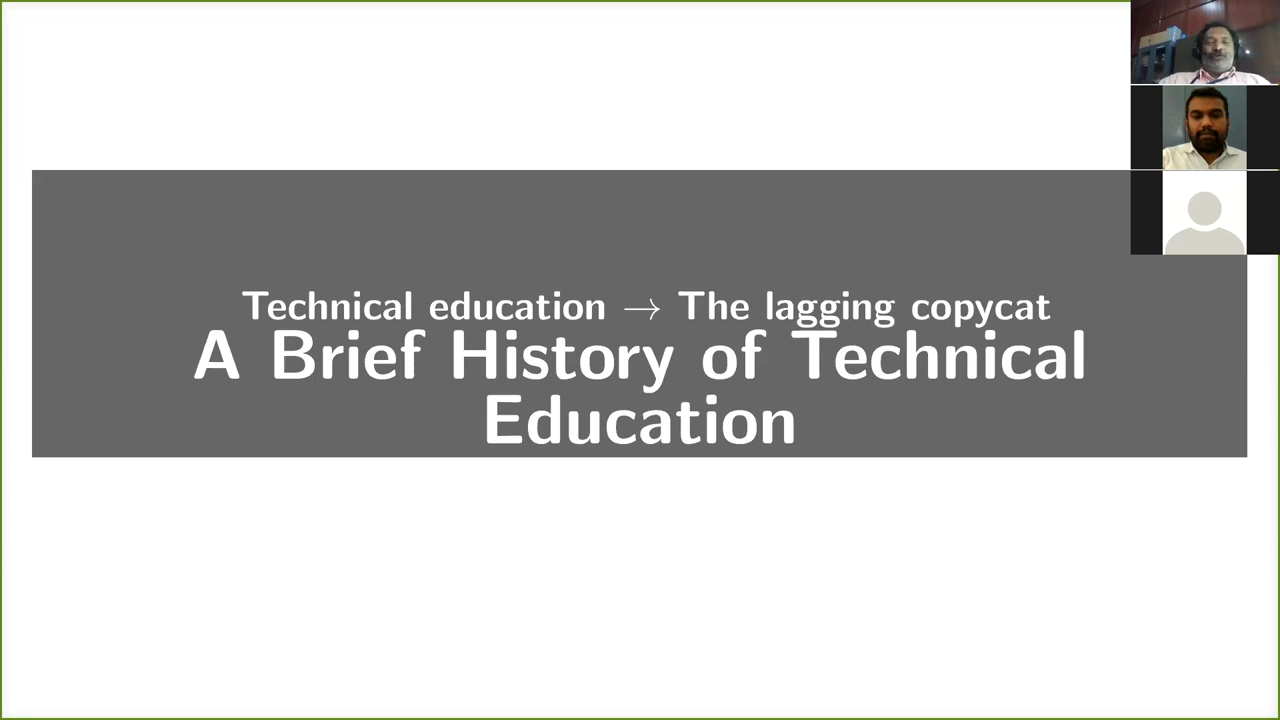 Technical education → The lagging copycat
A Brief History of Technical
Education